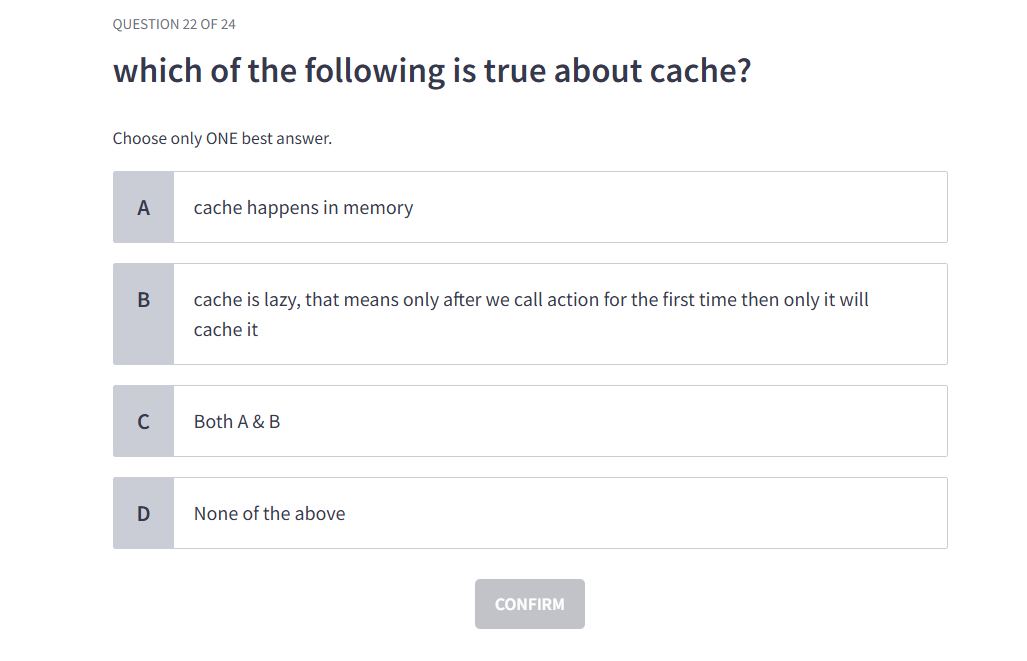 QUESTION 22 OF 24
which of the following is true about cache?
Choose only ONE best answer.
A
cache happens in memory
B
cache is lazy, that means only after we call action for the first time then only it will
cache it
C
Both A & B
D
None of the above
CONFIRM